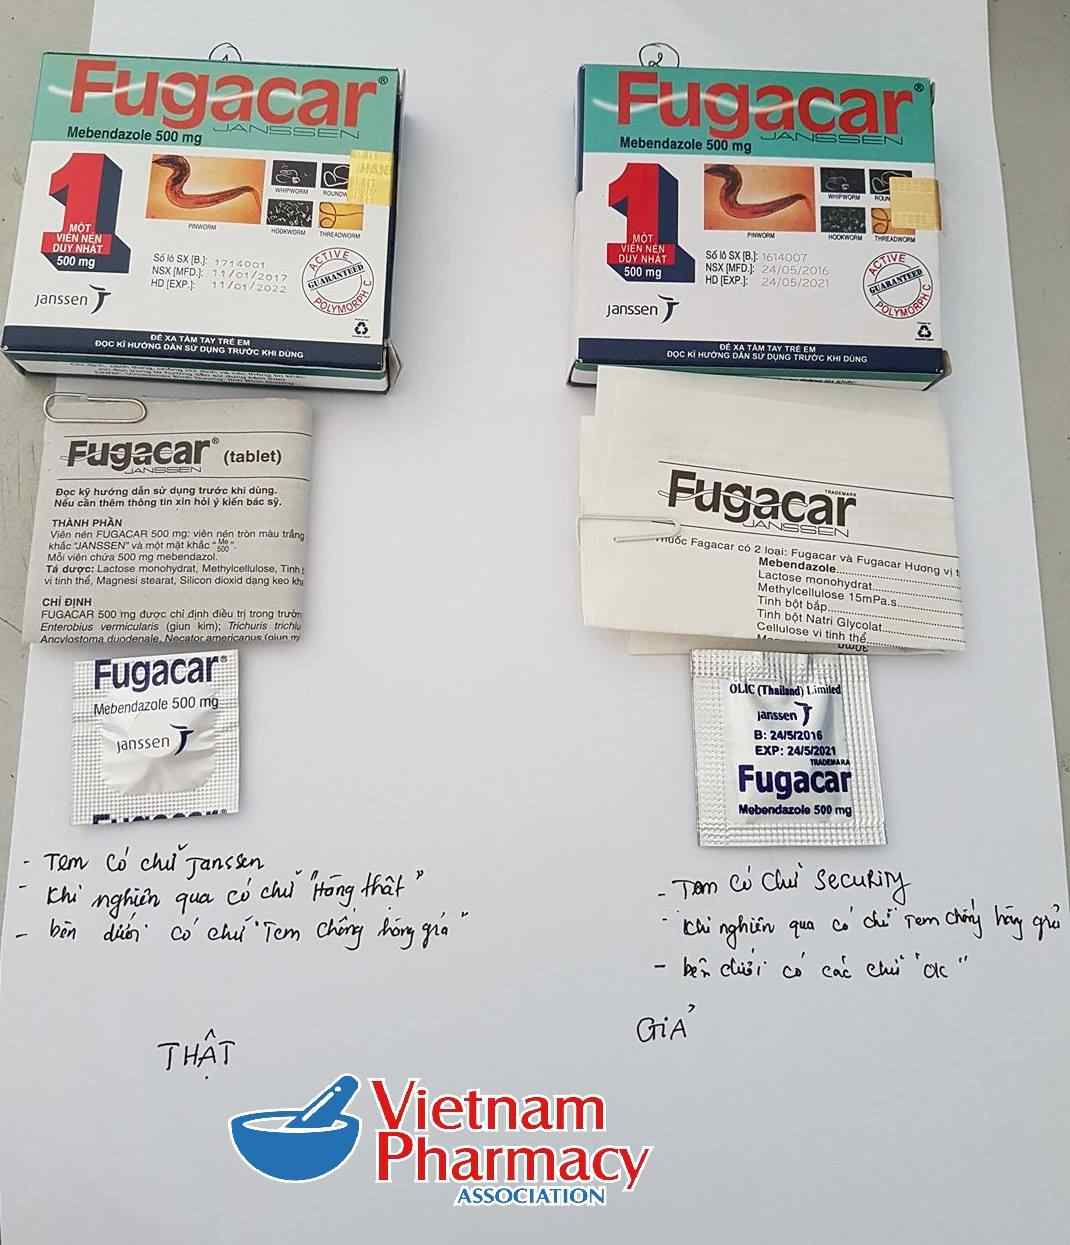 1
Fugacar®
JANSSEN
Mebendazole 500 mg
1
MỘT
VIÊN NÉN
DUY NHẤT
500 mg
PINWORM
WHIPWORM
HOOKWORM
THREADWORM
Số lô SX [B.]: 1714001
NSX [MFD.]: 11/01/2017
HD [EXP.]: 11/01/2022
ACTIVE
GUARANTEED
POLYMORPH C
janssen
ĐỂ XA TẦM TAY TRẺ EM
ĐỌC KĨ HƯỚNG DẪN SỬ DỤNG TRƯỚC KHI DÙNG
Fugacar® (tablet)
JANSSEN
Đọc kỹ hướng dẫn sử dụng trước khi dùng.
Nếu cần thêm thông tin xin hỏi ý kiến bác sỹ.
THÀNH PHẦN
Viên nén FUGACAR 500 mg: viên nén tròn màu trắng
khắc "JANSSEN" và một mặt khắc "Me 500".
Mỗi viên chứa 500 mg mebendazol.
Tá dược: Lactose monohydrat, Methylcellulose, Tinh
vi tinh thể, Magnesi stearat, Silicon dioxid dạng keo
CHỈ ĐỊNH
FUGACAR 500 mg được chỉ định điều trị trong
Enterobius vermicularis (giun kim); Trichuris
Ancylostoma duodenale, Necator americanus (giun
Fugacar®
Mebendazole 500 mg
janssen
Fugacar®
- Tem có chữ Janssen
- Khi nghiên qua có chữ "Hàng thật"
- bên dưới có chữ "Tem chống hàng giả"
THẬT
2
Fugacar®
JANSSEN
Mebendazole 500 mg
1
MỘT
VIÊN NÉN
DUY NHẤT
500 mg
PINWORM
WHIPWORM
HOOKWORM
THREADWORM
Số lô SX [B.]: 1614007
NSX [MFD.]: 24/05/2016
HD [EXP.]: 24/05/2021
ACTIVE
GUARANTEED
POLYMORPH C
janssen
ĐỂ XA TẦM TAY TRẺ EM
ĐỌC KĨ HƯỚNG DẪN SỬ DỤNG TRƯỚC KHI DÙNG
TRADEMARK
Fugacar
JANSSEN
Thuốc Fagacar có 2 loại: Fugacar và Fugacar Hương vị
Mebendazole
Lactose monohydrat
Methylcellulose 15mPa.s
Tinh bột bắp
Tinh bột Natri Glycolat
Cellulose vi tinh thể
OLIC (Thailand) Limited
janssen
B: 24/5/2016
EXP: 24/5/2021
TRADEMARA
Fugacar
Mebendazole 500 mg
- Tem có chữ SECURITY
- Khi nghiên qua có chữ Tem chống hàng giả
- bên dưới có các chữ "OK"
GIẢ
Vietnam
Pharmacy
ASSOCIATION